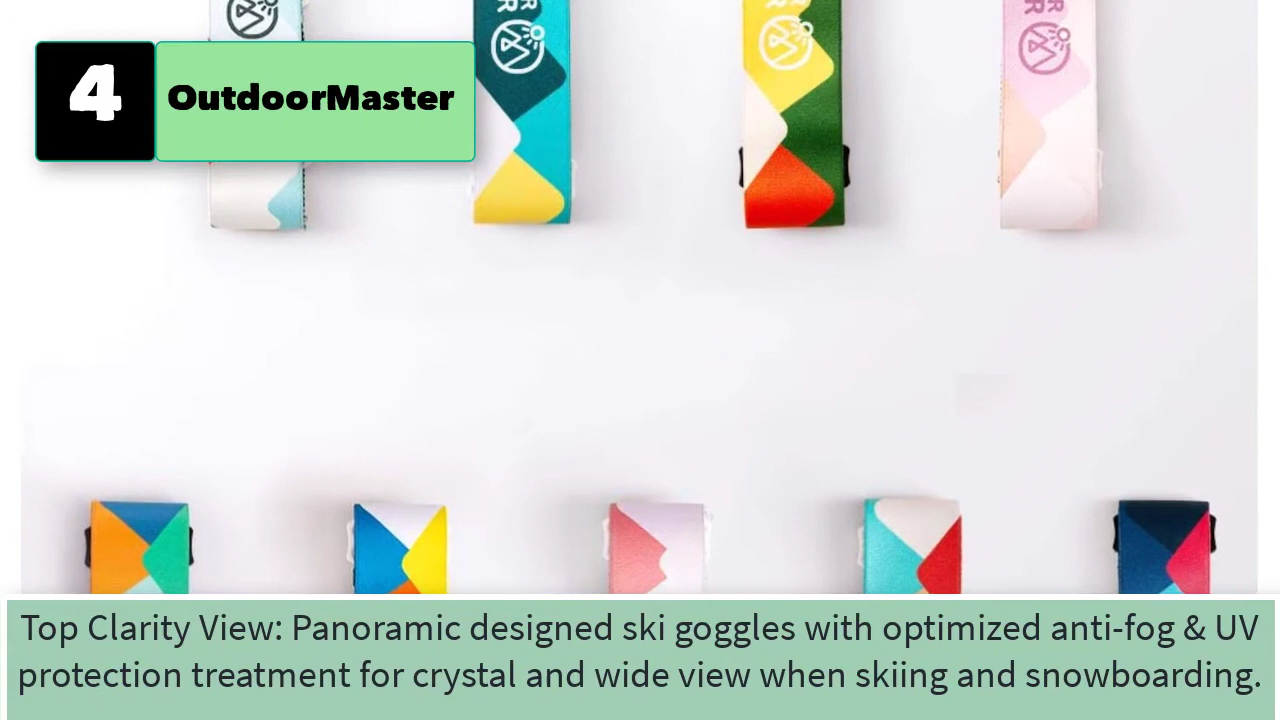 4
OutdoorMaster
Top Clarity View: Panoramic designed ski goggles with optimized anti-fog & UV
protection treatment for crystal and wide view when skiing and snowboarding.